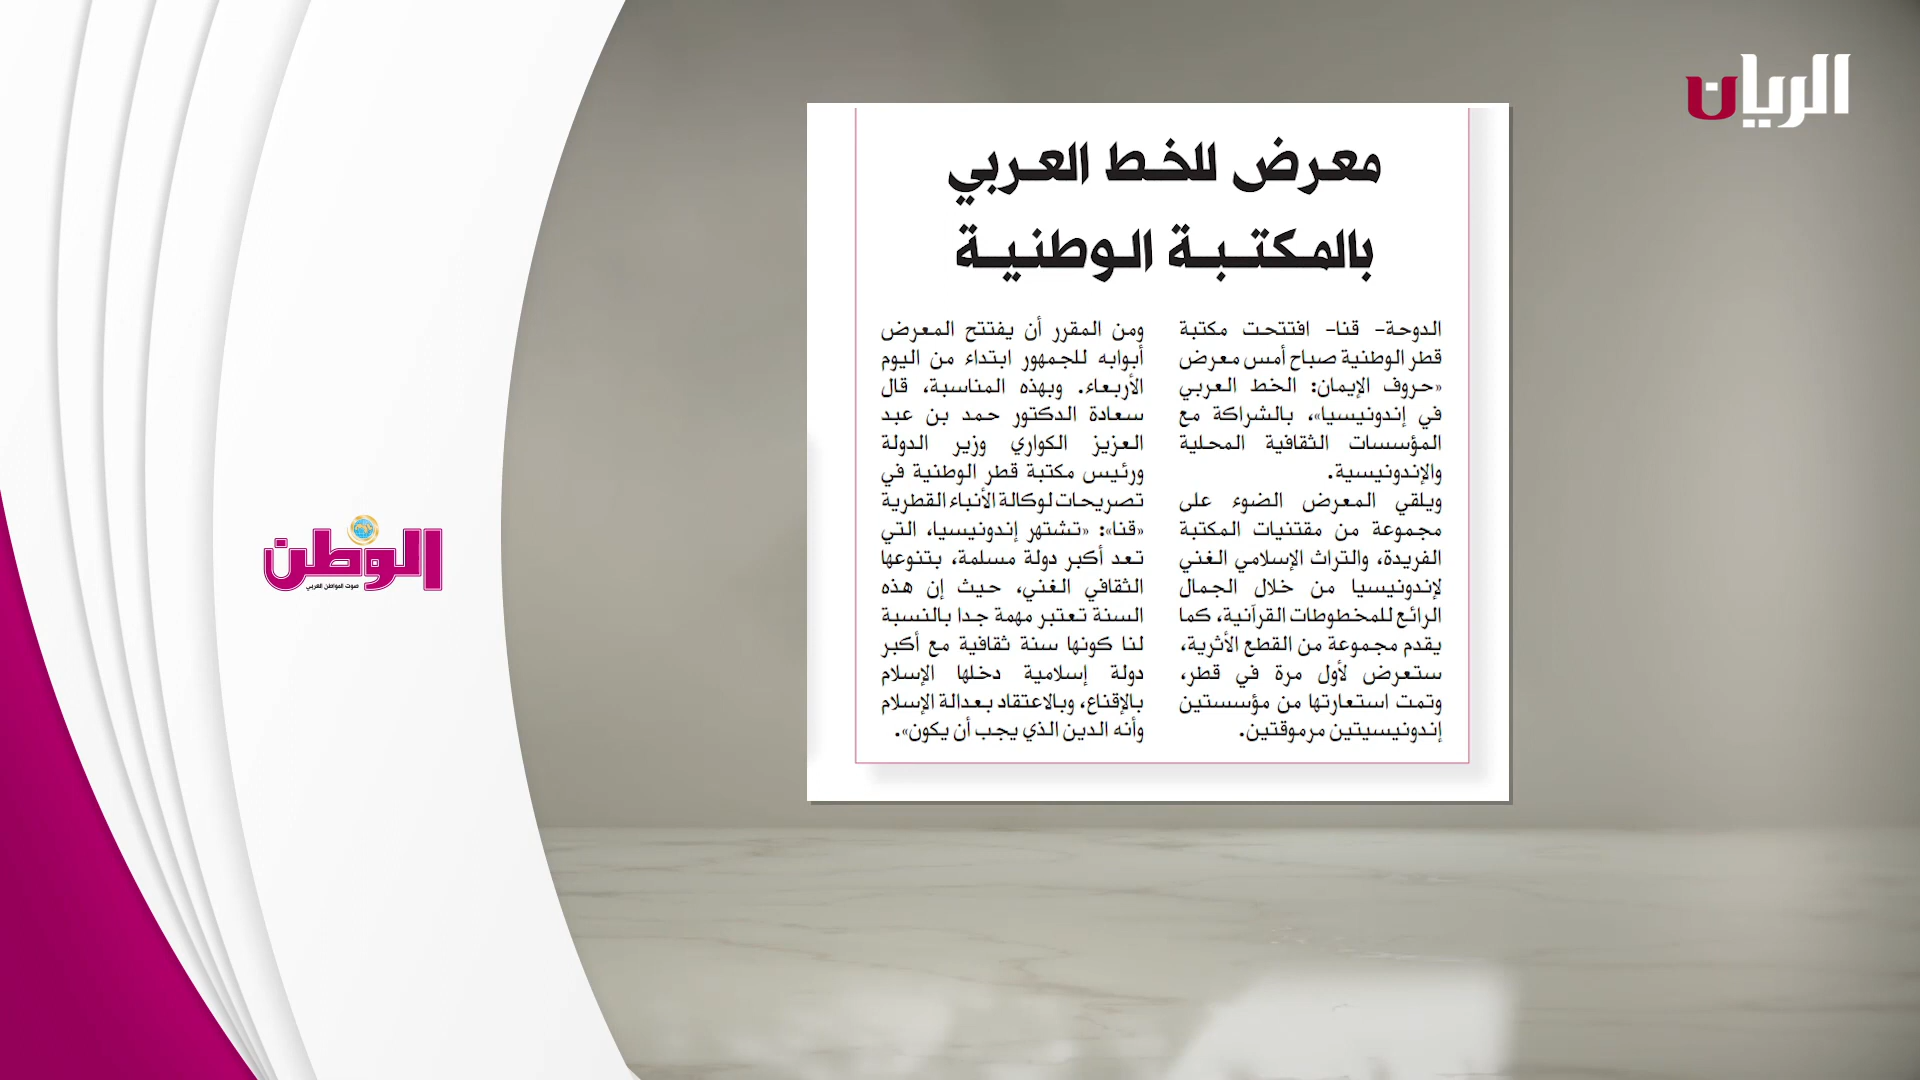 الريان
معرض للخط العربي
بالمكتبة الوطنية
الدوحة- قنا- افتتحت مكتبة
قطر الوطنية صباح أمس معرض
«حروف الإيمان: الخط العربي
في إندونيسيا»، بالشراكة مع
المؤسسات الثقافية المحلية
والإندونيسية.
ويلقي المعرض الضوء على
مجموعة من مقتنيات المكتبة
الفريدة، والتراث الإسلامي الغني
لإندونيسيا من خلال الجمال
الرائع للمخطوطات القرآنية، كما
يقدم مجموعة من القطع الأثرية،
ستعرض لأول مرة في قطر،
وتمت استعارتها من مؤسستين
إندونيسيتين مرموقتين.
ومن المقرر أن يفتتح المعرض
أبوابه للجمهور ابتداء من اليوم
الأربعاء. وبهذه المناسبة، قال
سعادة الدكتور حمد بن عبد
العزيز الكواري وزير الدولة
ورئيس مكتبة قطر الوطنية في
تصريحات لوكالة الأنباء القطرية
«قنا»: «تشتهر إندونيسيا، التي
تعد أكبر دولة مسلمة، بتنوعها
الثقافي الغني، حيث إن هذه
السنة تعتبر مهمة جدا بالنسبة
لنا كونها سنة ثقافية مع أكبر
دولة إسلامية دخلها الإسلام
بالإقناع، وبالاعتقاد بعدالة الإسلام
وأنه الدين الذي يجب أن يكون».
الوطن
صوت المواطن العربي